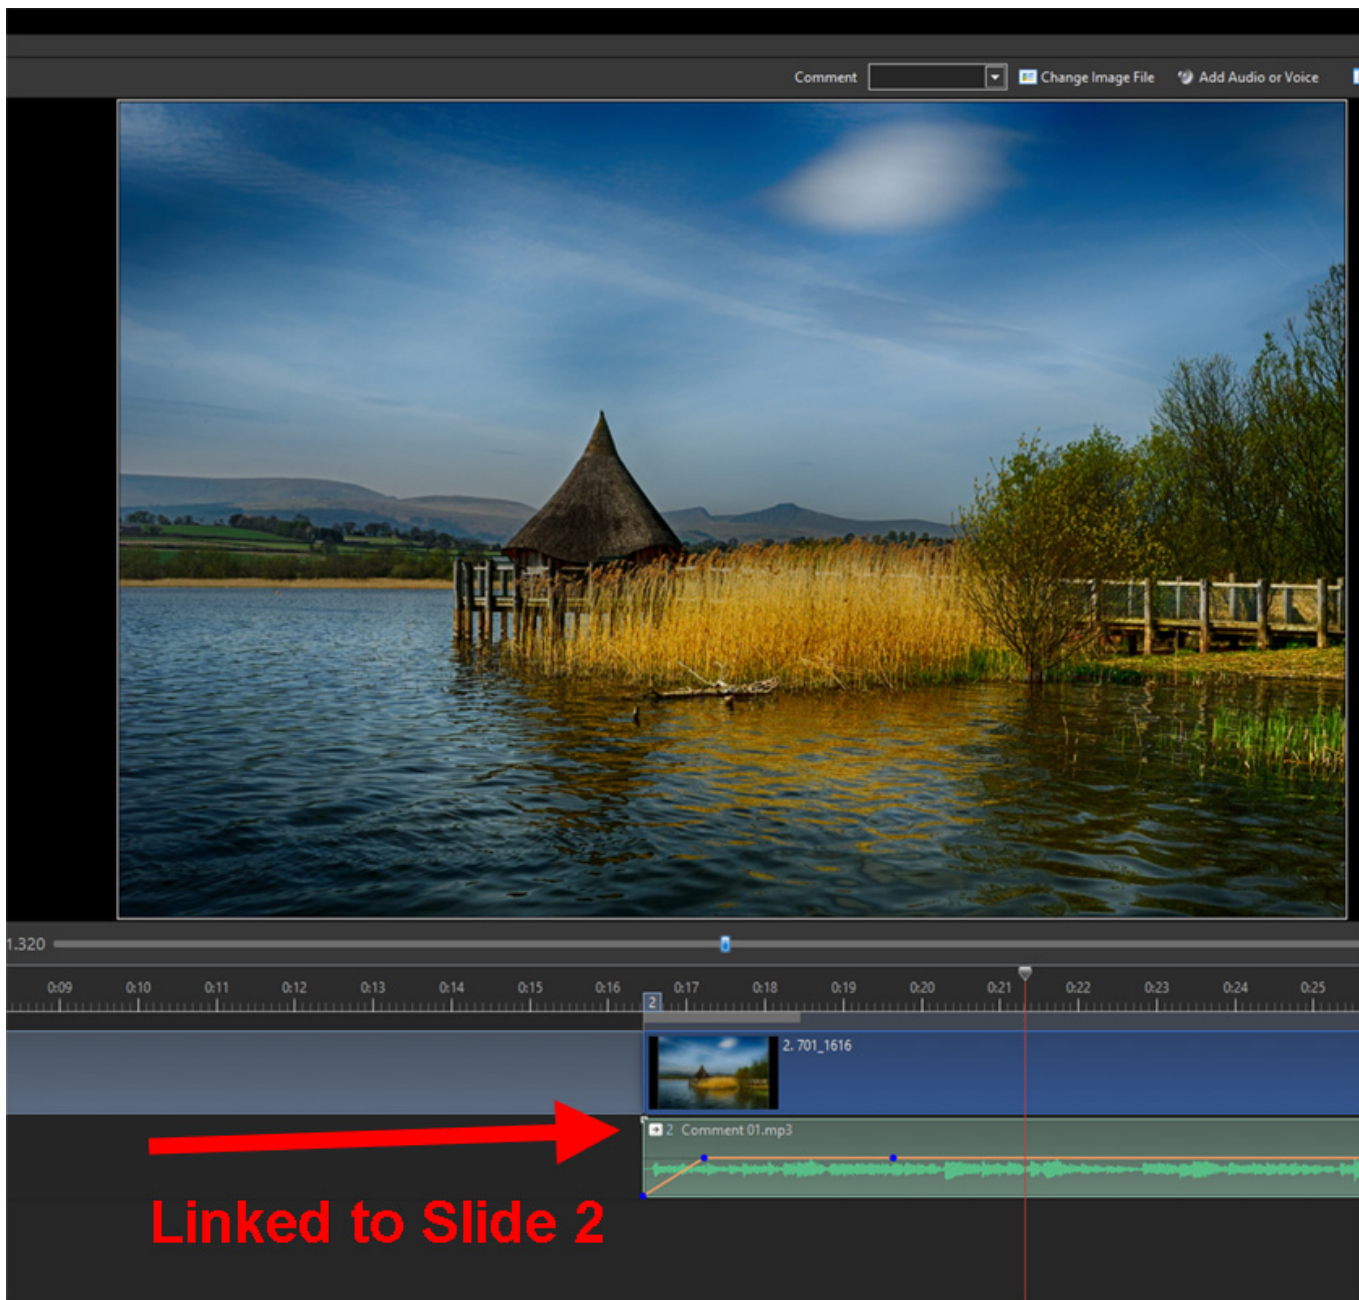 Comment Change Image File Add Audio or Voice
1.320
0:09 0:10 0:11 0:12 0:13 0:14 0:15 0:16 0:17 0:18 0:19 0:20 0:21 0:22 0:23 0:24 0:25
2
2. 701_1616
2 Comment 01.mp3
Linked to Slide 2